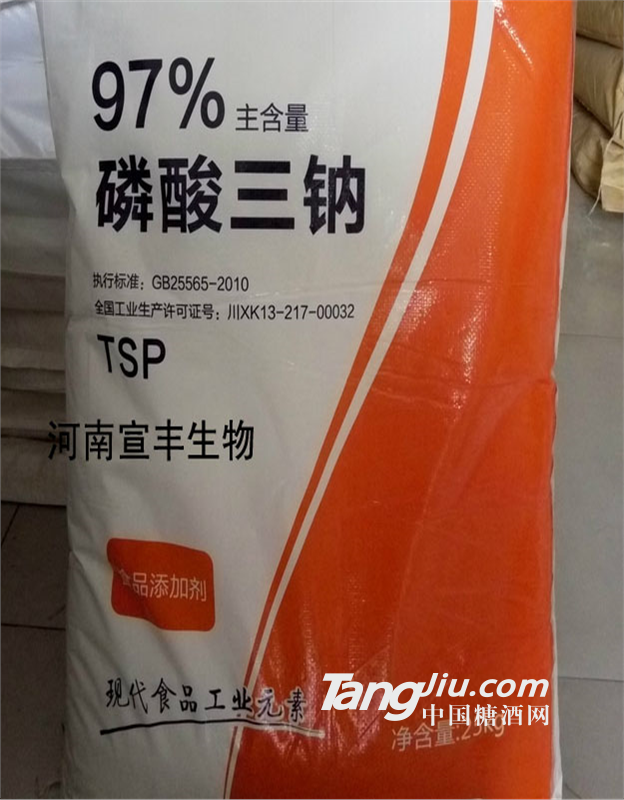 97% 主含量
磷酸三钠
执行标准：GB25565-2010
全国工业生产许可证号：川XK13-217-00032
TSP
河南宣丰生物
食品添加剂
现代食品工业元素
TangJiu.com
中国糖酒网
净含量:25kg